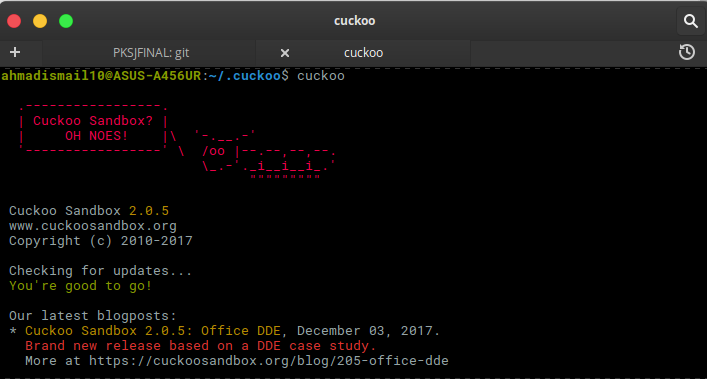 cuckoo
PKSJFINAL: git
cuckoo
ahmadismail10@ASUS-A456UR:~/.cuckoo$ cuckoo
.-----------------.
| Cuckoo Sandbox? |
|     OH NOES!    |\  '-.__.-'
'-----------------' \  /oo |--.--,--,--.
                       \_.-'._i__i__i_.'
                             """""""""
Cuckoo Sandbox 2.0.5
www.cuckoosandbox.org
Copyright (c) 2010-2017
Checking for updates...
You're good to go!
Our latest blogposts:
* Cuckoo Sandbox 2.0.5: Office DDE, December 03, 2017.
Brand new release based on a DDE case study.
More at https://cuckoosandbox.org/blog/205-office-dde